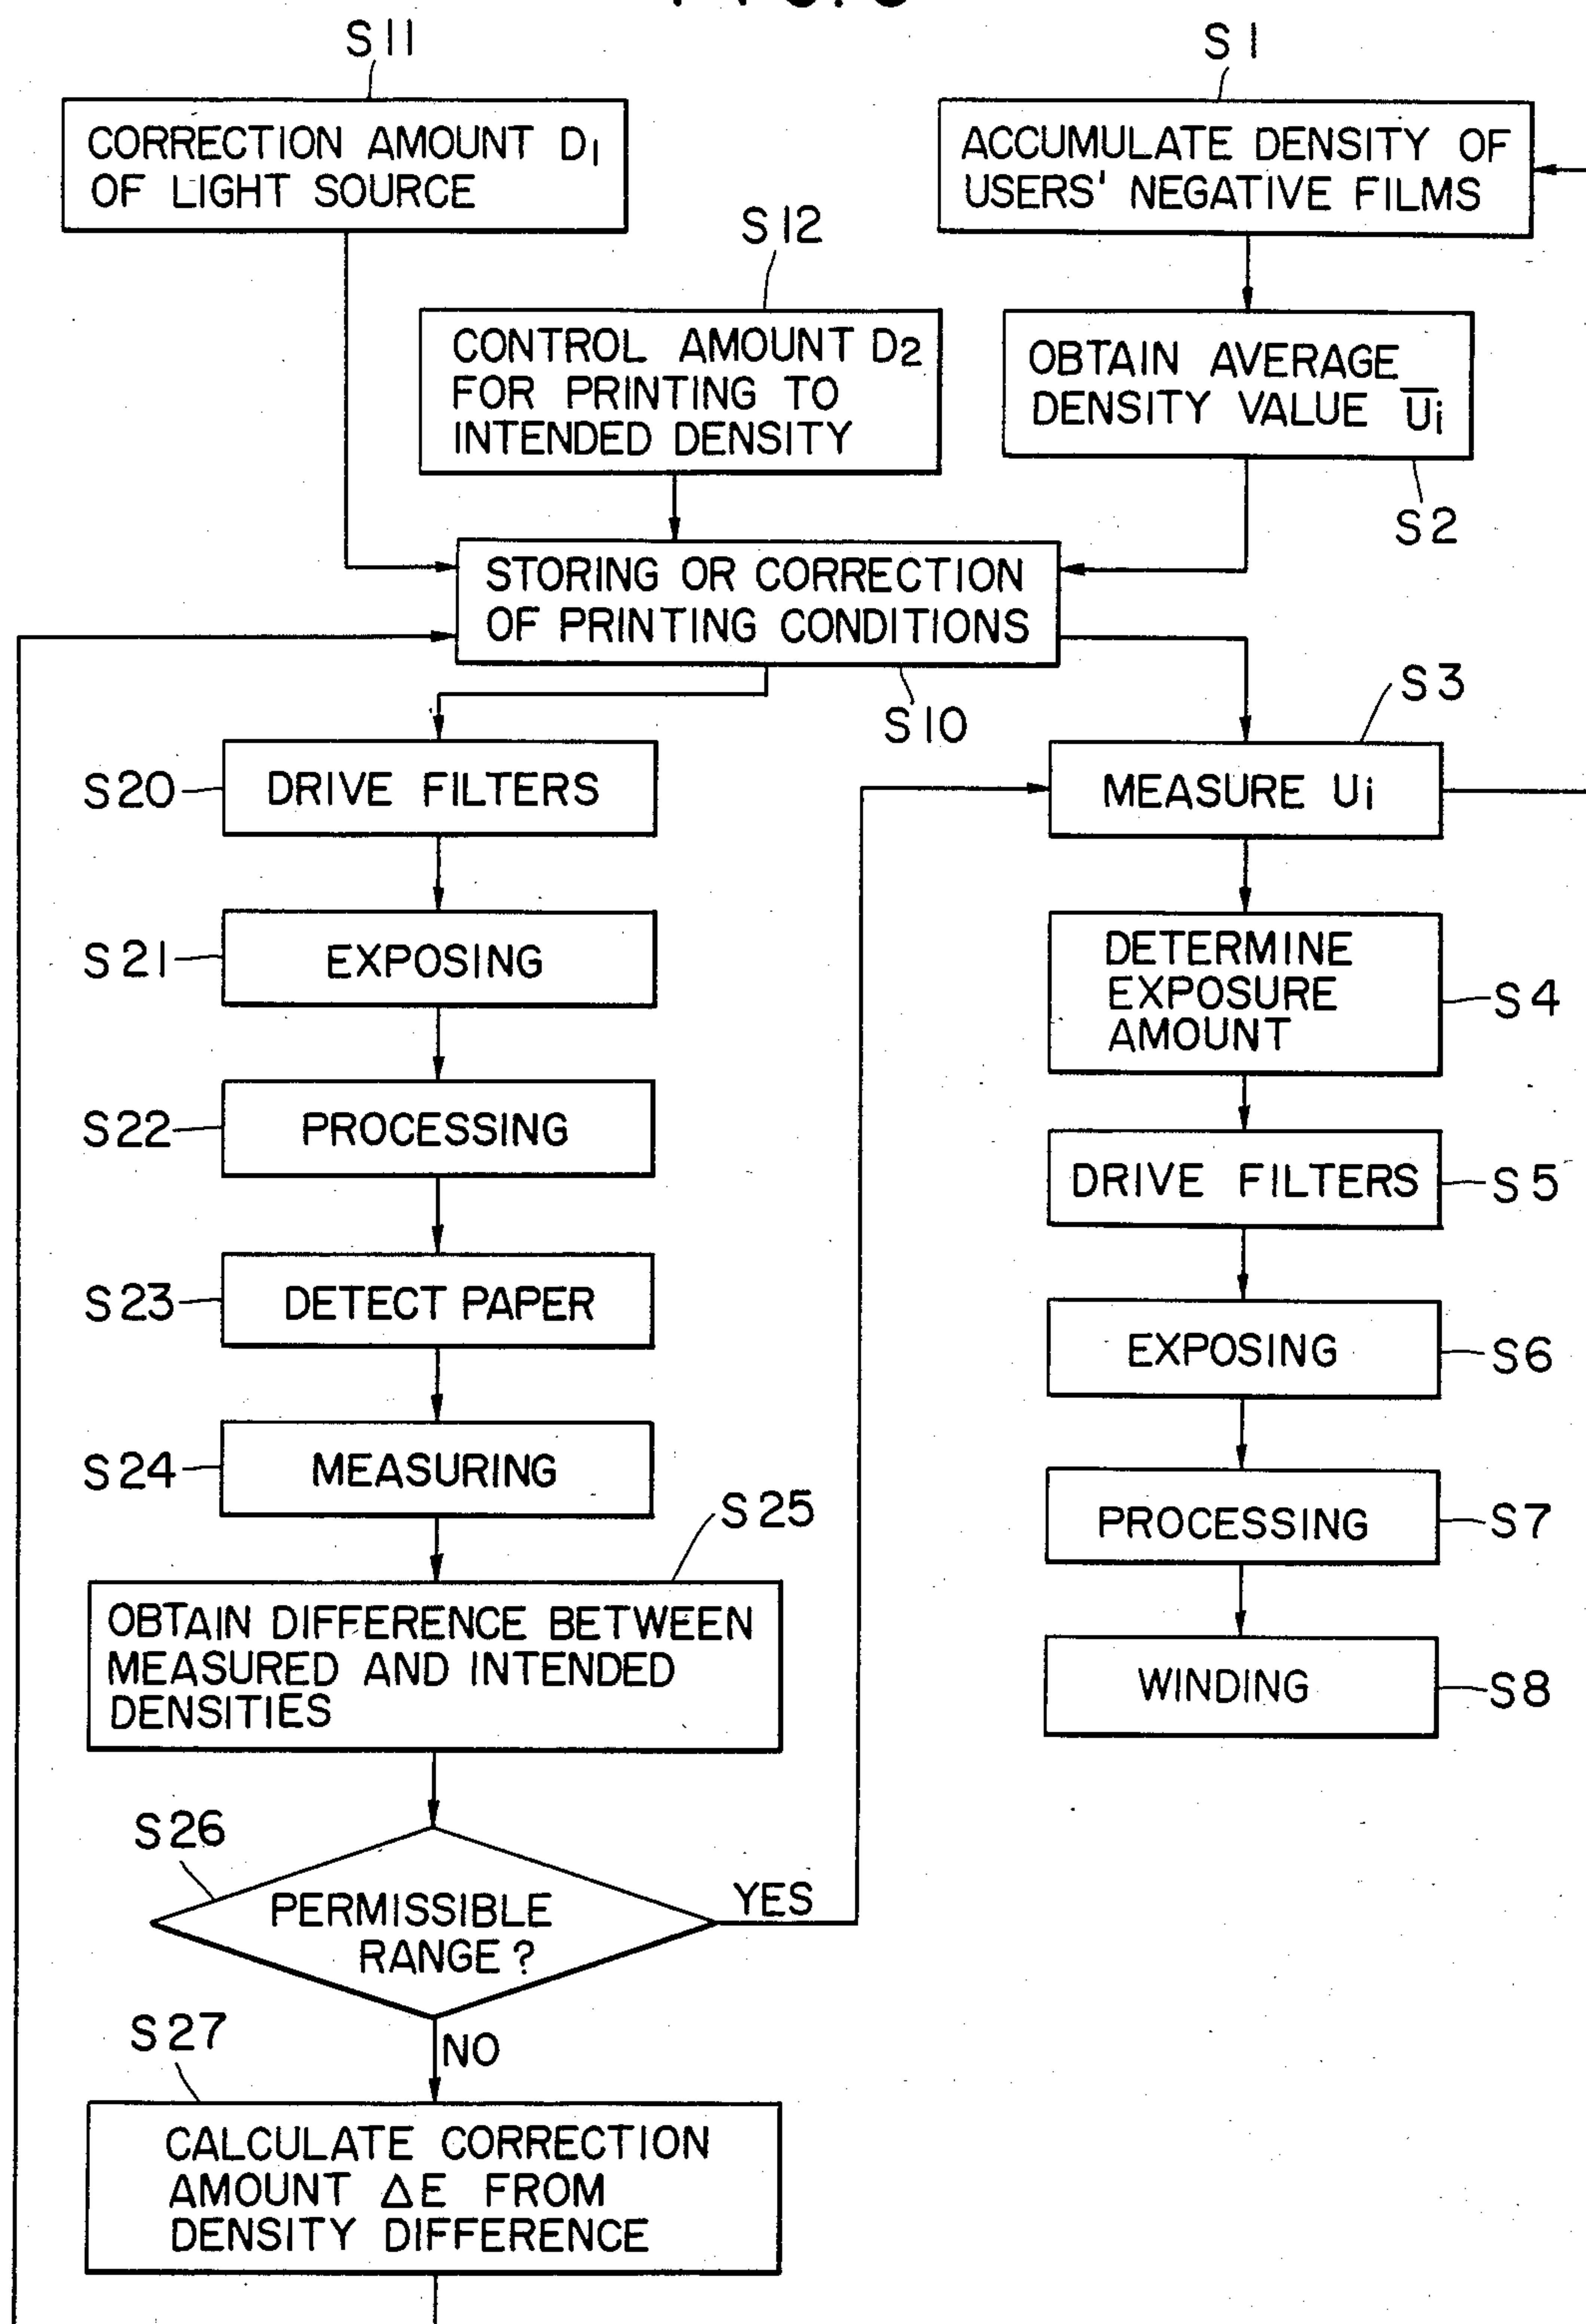 S11
CORRECTION AMOUNT D1
OF LIGHT SOURCE
S1
ACCUMULATE DENSITY OF
USERS' NEGATIVE FILMS
S12
CONTROL AMOUNT D2
FOR PRINTING TO
INTENDED DENSITY
OBTAIN AVERAGE
DENSITY VALUE U̅i
S2
STORING OR CORRECTION
OF PRINTING CONDITIONS
S10
S3
MEASURE Ui
S20
DRIVE FILTERS
S21
EXPOSING
S22
PROCESSING
S23
DETECT PAPER
S24
MEASURING
S25
OBTAIN DIFFERENCE BETWEEN
MEASURED AND INTENDED
DENSITIES
S26
PERMISSIBLE
RANGE?
YES
NO
S27
CALCULATE CORRECTION
AMOUNT ΔE FROM
DENSITY DIFFERENCE
DETERMINE
EXPOSURE
AMOUNT
S4
DRIVE FILTERS
S5
EXPOSING
S6
PROCESSING
S7
WINDING
S8